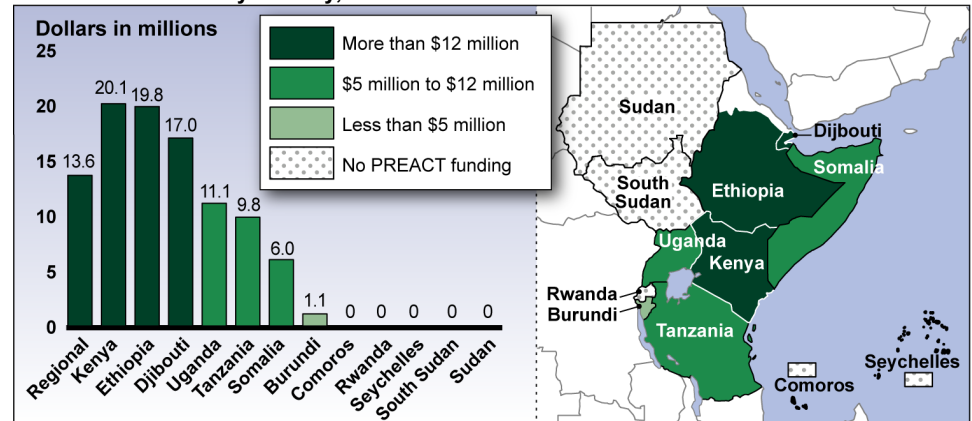 Dollars in millions
25
20
15
10
5
0
13.6
20.1
19.8
17.0
11.1
9.8
6.0
1.1
0
0
0
0
0
Regional
Kenya
Ethiopia
Djibouti
Uganda
Tanzania
Somalia
Burundi
Comoros
Rwanda
Seychelles
South Sudan
Sudan
More than $12 million
$5 million to $12 million
Less than $5 million
No PREACT funding
Sudan
Dijbouti
Somalia
South
Sudan
Ethiopia
Uganda
Kenya
Rwanda
Burundi
Tanzania
Seychelles
Comoros